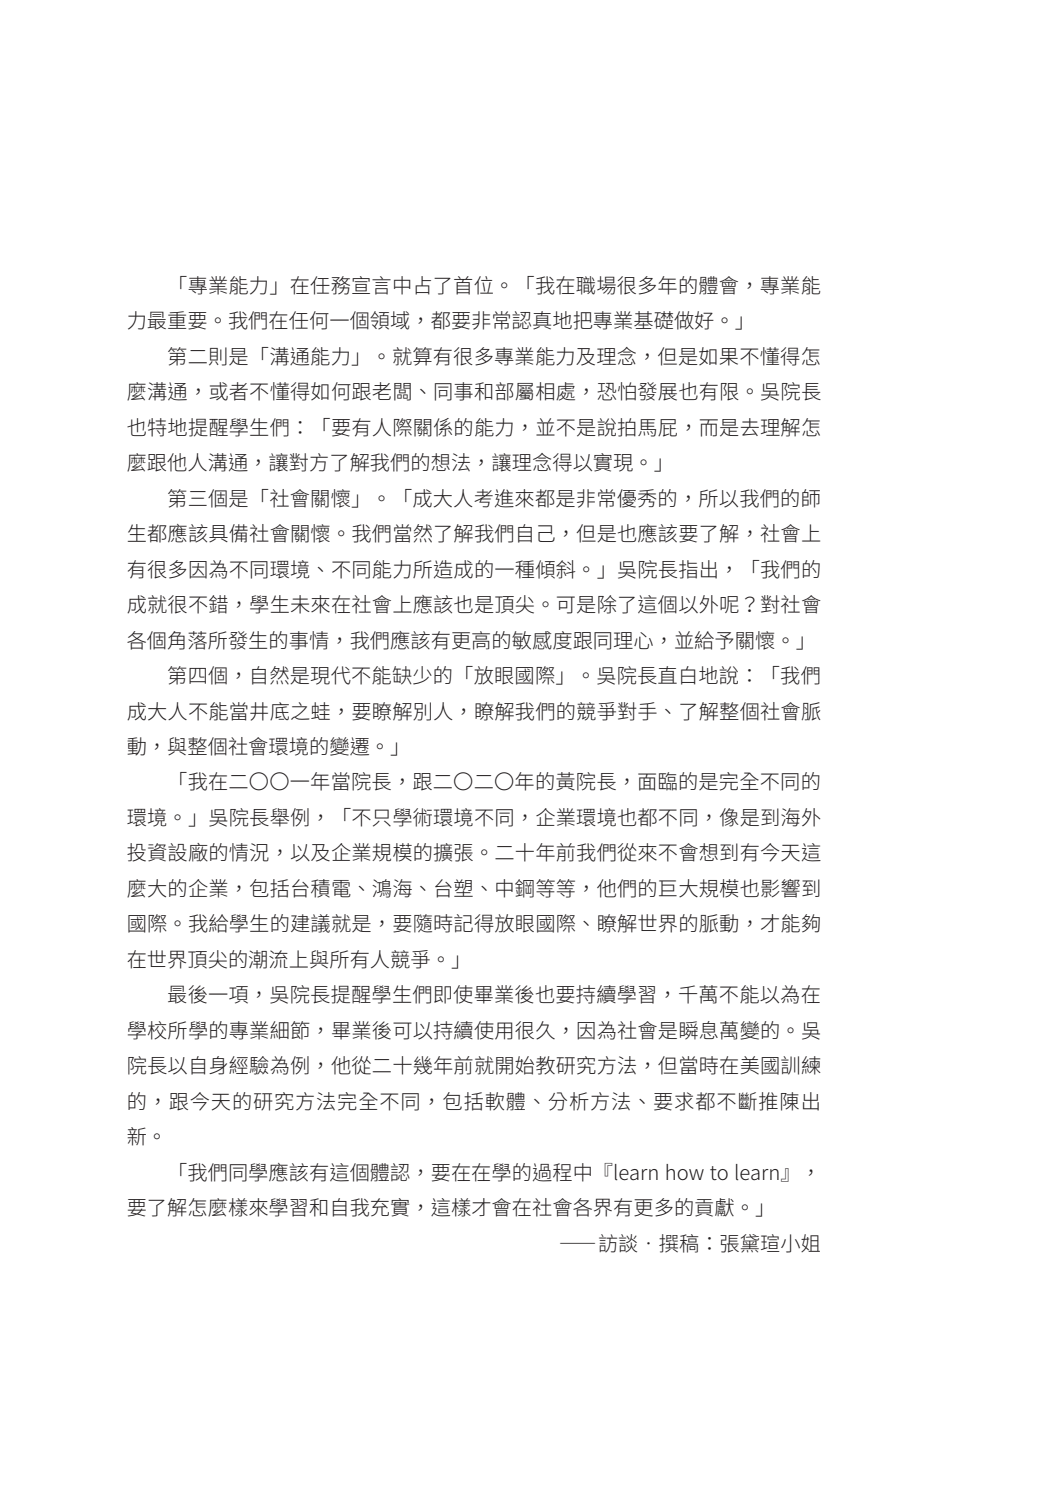 「專業能力」在任務宣言中占了首位。「我在職場很多年的體會，專業能
力最重要。我們在任何一個領域，都要非常認真地把專業基礎做好。」
第二則是「溝通能力」。就算有很多專業能力及理念，但是如果不懂得怎
麼溝通，或者不懂得如何跟老闆、同事和部屬相處，恐怕發展也有限。吳院長
也特地提醒學生們：「要有人際關係的能力，並不是說拍馬屁，而是去理解怎
麼跟他人溝通，讓對方了解我們的想法，讓理念得以實現。」
第三個是「社會關懷」。「成大人考進來都是非常優秀的，所以我們的師
生都應該具備社會關懷。我們當然了解我們自己，但是也應該要了解，社會上
有很多因為不同環境、不同能力所造成的一種傾斜。」吳院長指出，「我們的
成就很不錯，學生未來在社會上應該也是頂尖。可是除了這個以外呢？對社會
各個角落所發生的事情，我們應該有更高的敏感度跟同理心，並給予關懷。」
第四個，自然是現代不能缺少的「放眼國際」。吳院長直白地說：「我們
成大人不能當井底之蛙，要瞭解別人，瞭解我們的競爭對手、了解整個社會脈
動，與整個社會環境的變遷。」
「我在二〇〇一年當院長，跟二〇二〇年的黃院長，面臨的是完全不同的
環境。」吳院長舉例，「不只學術環境不同，企業環境也都不同，像是到海外
投資設廠的情況，以及企業規模的擴張。二十年前我們從來不會想到有今天這
麼大的企業，包括台積電、鴻海、台塑、中鋼等等，他們的巨大規模也影響到
國際。我給學生的建議就是，要隨時記得放眼國際、瞭解世界的脈動，才能夠
在世界頂尖的潮流上與所有人競爭。」
最後一項，吳院長提醒學生們即使畢業後也要持續學習，千萬不能以為在
學校所學的專業細節，畢業後可以持續使用很久，因為社會是瞬息萬變的。吳
院長以自身經驗為例，他從二十幾年前就開始教研究方法，但當時在美國訓練
的，跟今天的研究方法完全不同，包括軟體、分析方法、要求都不斷推陳出
新。
「我們同學應該有這個體認，要在在學的過程中『learn how to learn』，
要了解怎麼樣來學習和自我充實，這樣才會在社會各界有更多的貢獻。」
——訪談．撰稿：張黛瑄小姐